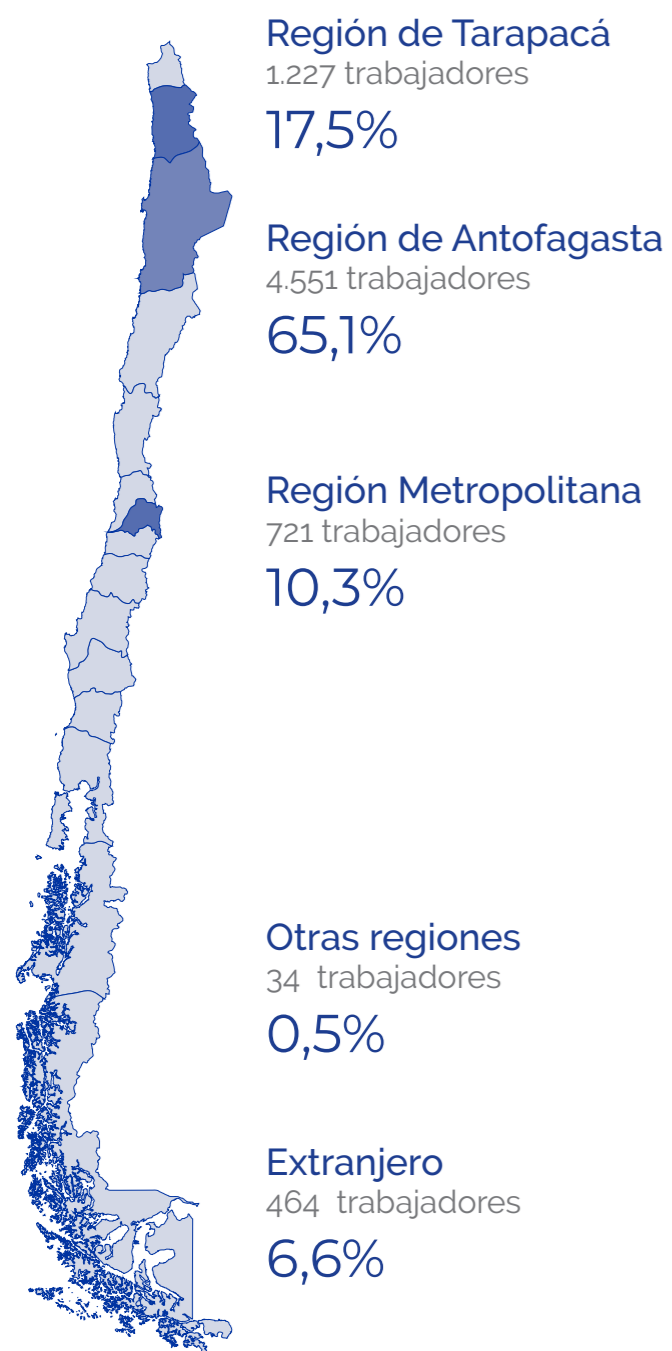 Región de Tarapacá
1.227 trabajadores
17,5%
Región de Antofagasta
4.551 trabajadores
65,1%
Región Metropolitana
721 trabajadores
10,3%
Otras regiones
34 trabajadores
0,5%
Extranjero
464 trabajadores
6,6%